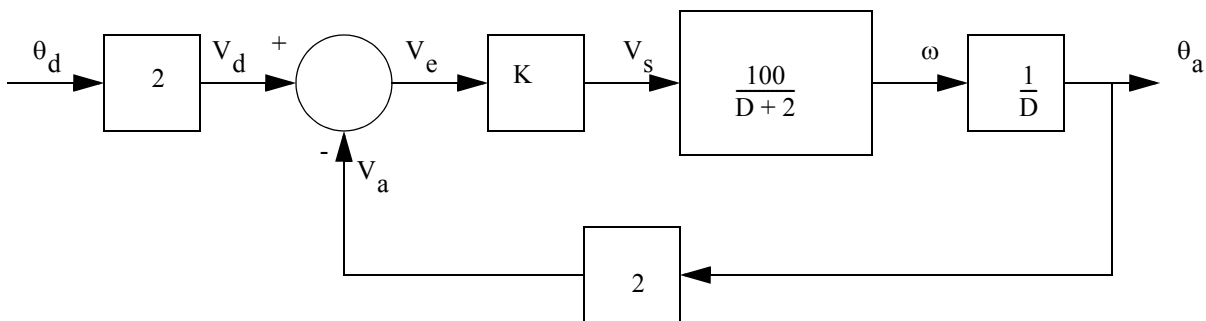 θd
2
Vd
+
-
Va
Ve
K
Vs
100
D + 2
ω
1
D
θa
2